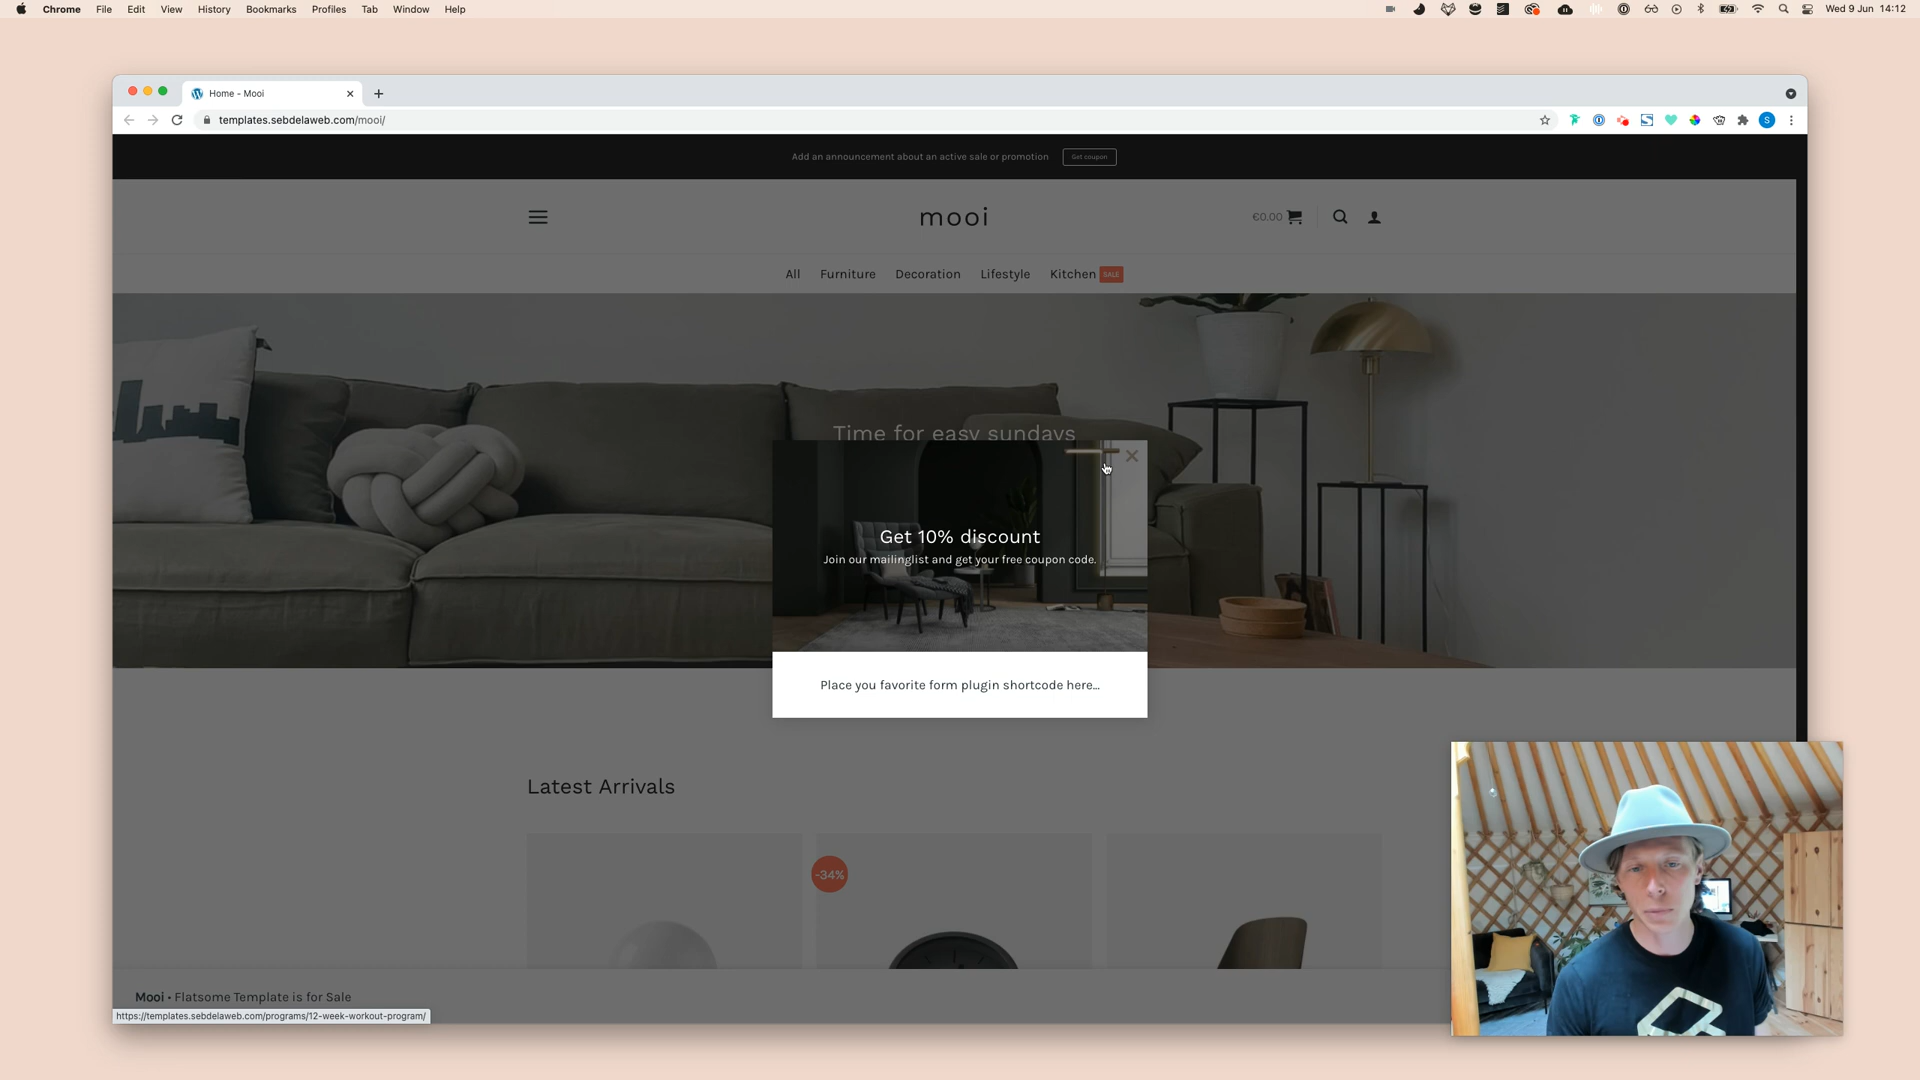 Chrome File Edit View History Bookmarks Profiles Tab Window Help Wed 9 Jun 14:12
Home - Mooi
templates.sebdelaweb.com/mooi/
S
Add an announcement about an active sale or promotion Get coupon
mooi
€0.00
All Furniture Decoration Lifestyle Kitchen SALE
Time for easy sundays
Get 10% discount
Join our mailinglist and get your free coupon code.
Place you favorite form plugin shortcode here...
Latest Arrivals
-34%
Mooi • Flatsome Template is for Sale
https://templates.sebdelaweb.com/programs/12-week-workout-program/